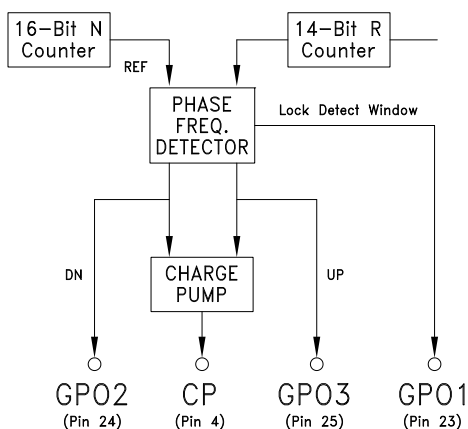 16-Bit N
Counter
14-Bit R
Counter
REF
PHASE
FREQ.
DETECTOR
Lock Detect Window
DN
CHARGE
PUMP
UP
GPO2
CP
GPO3
GPO1
(Pin 24)
(Pin 4)
(Pin 25)
(Pin 23)